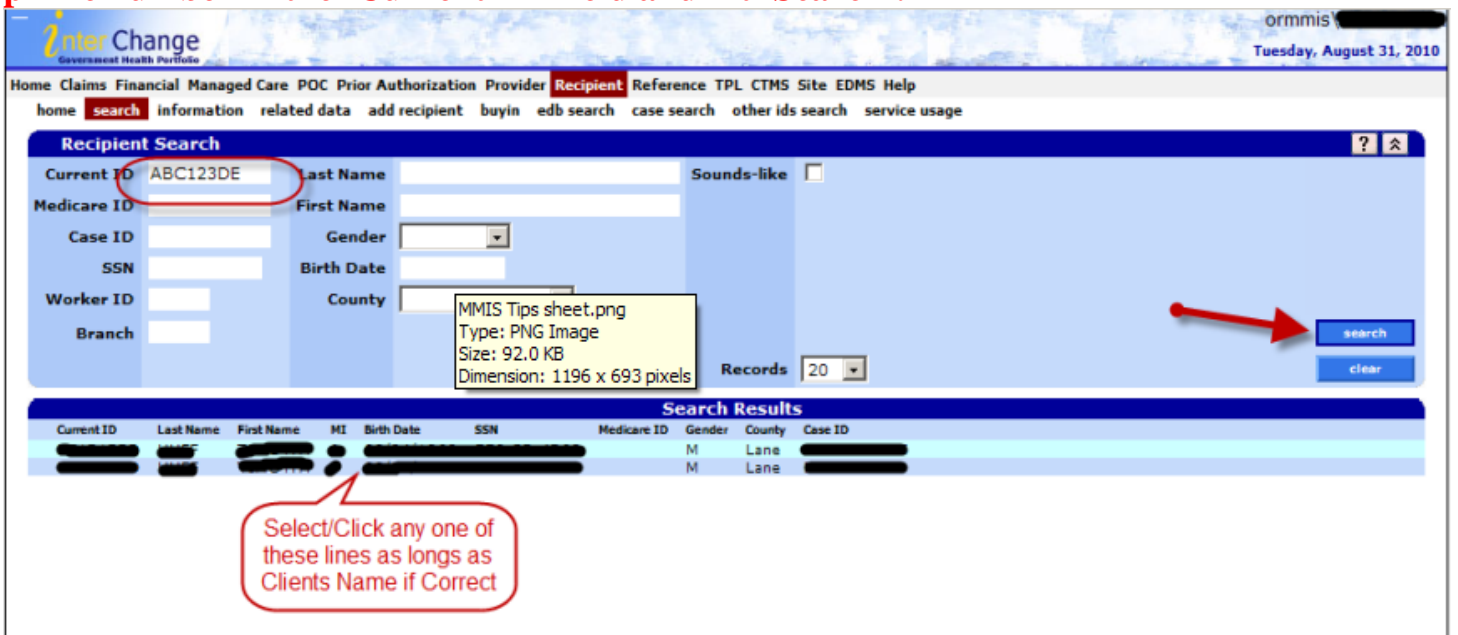 inter Change
Government Health Portfolio
ormmis\
Tuesday, August 31, 2010
Home Claims Financial Managed Care POC Prior Authorization Provider Recipient Reference TPL CTMS Site EDMS Help
home search information related data add recipient buyin edb search case search other ids search service usage
Recipient Search ?
Current ID ABC123DE Last Name Sounds-like
Medicare ID First Name
Case ID Gender
SSN Birth Date
Worker ID County
Branch
MMIS Tips sheet.png
Type: PNG Image
Size: 92.0 KB
Dimension: 1196 x 693 pixels
search
Records 20 clear
Search Results
Current ID Last Name First Name MI Birth Date SSN Medicare ID Gender County Case ID
M Lane
M Lane
Select/Click any one of
these lines as longs as
Clients Name if Correct